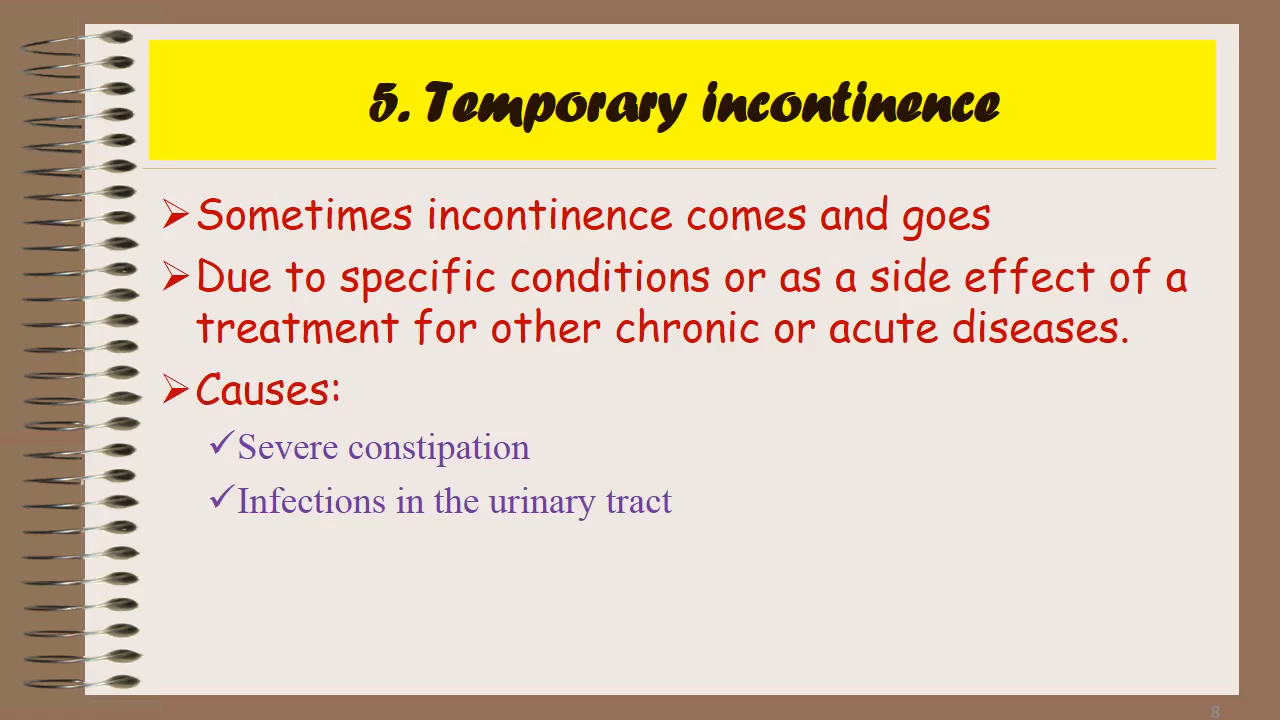 5. Temporary incontinence
➢Sometimes incontinence comes and goes
➢Due to specific conditions or as a side effect of a
treatment for other chronic or acute diseases.
➢Causes:
✓Severe constipation
✓Infections in the urinary tract
8